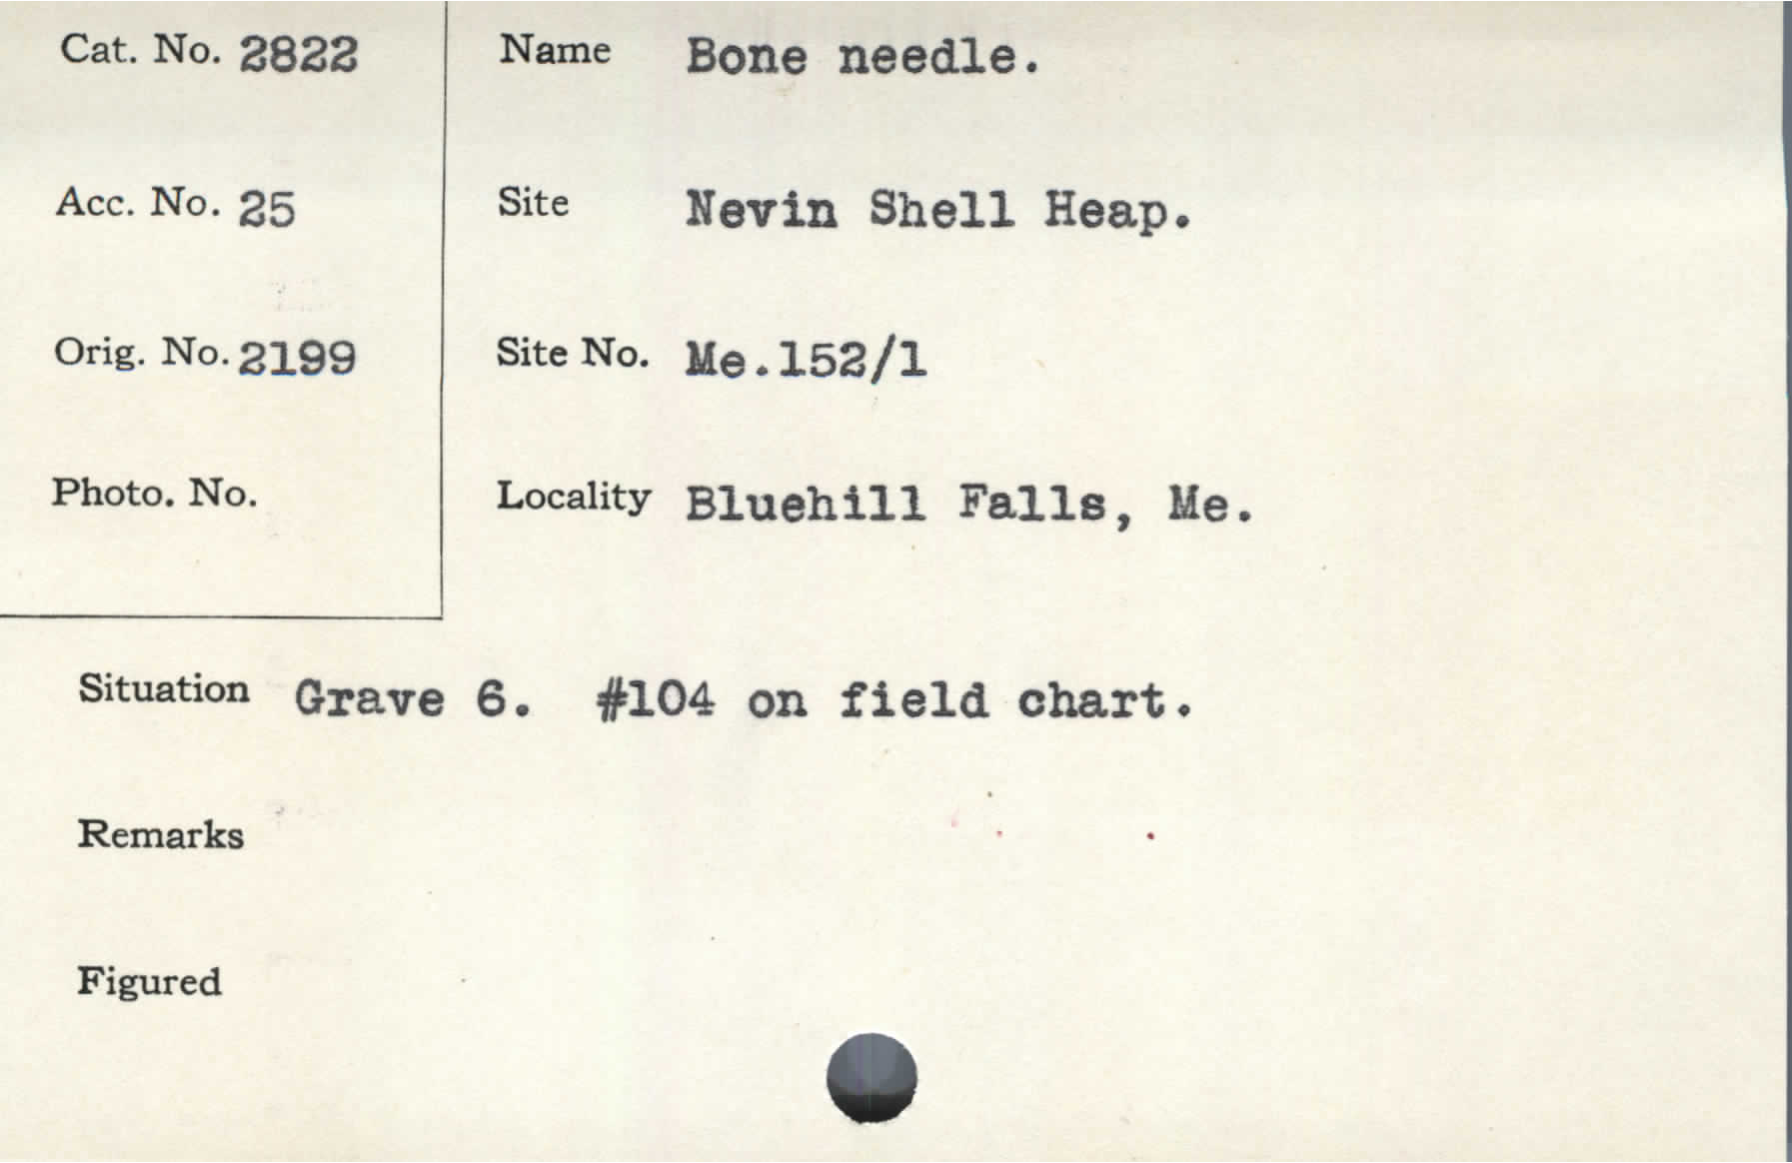 Cat. No. 2822
Name Bone needle.
Acc. No. 25
Site Nevin Shell Heap.
Orig. No. 2199
Site No. Me.152/1
Photo. No.
Locality Bluehill Falls, Me.
Situation Grave 6. #104 on field chart.
Remarks
Figured